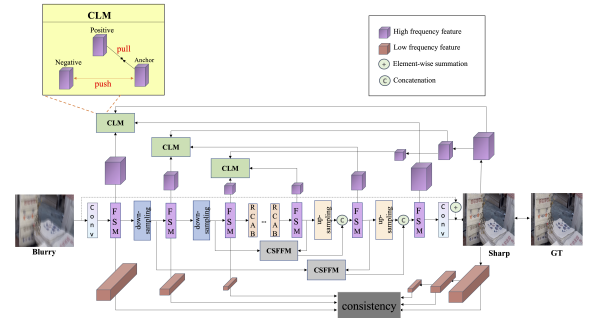 CLM
Positive
pull
Negative
Anchor
push
High frequency feature
Low frequency feature
+ Element-wise summation
C Concatenation
CLM
CLM
CLM
Conv
FSM
down-sampling
FSM
down-sampling
FSM
RCAB
...
RCAB
FSM
up-sampling
C
FSM
up-sampling
C
FSM
Conv
+
CSFFM
CSFFM
Blurry
Sharp
GT
consistency